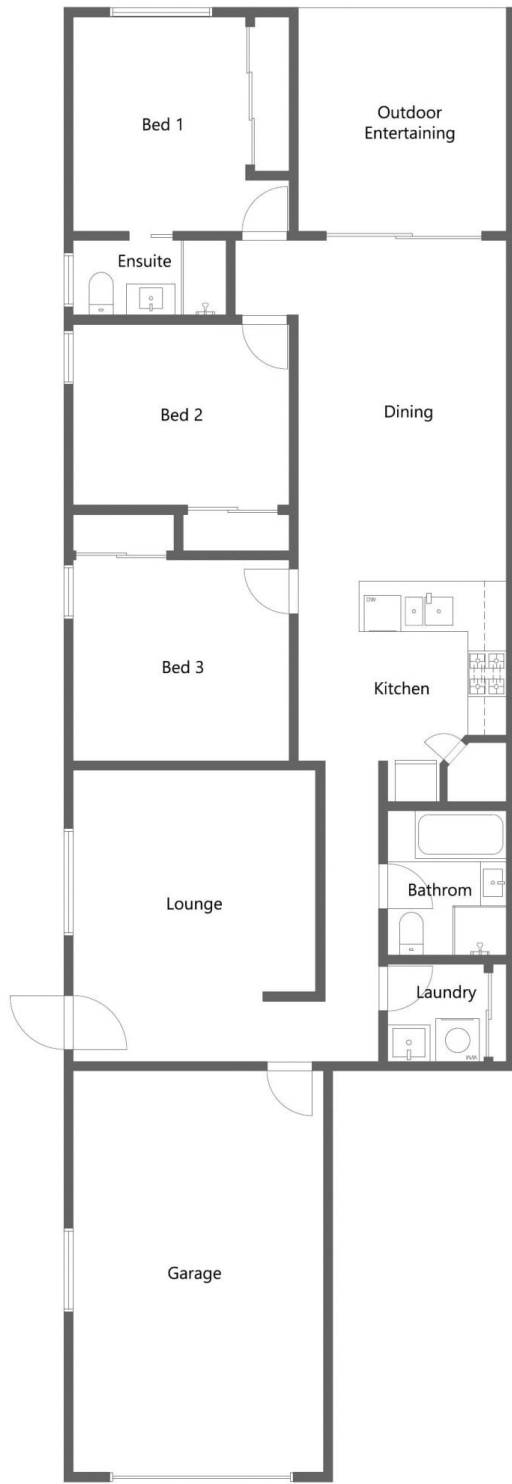 Bed 1
Outdoor
Entertaining
Ensuite
Bed 2
Dining
DW
Bed 3
Kitchen
Lounge
Bathrom
Laundry
WM
Garage